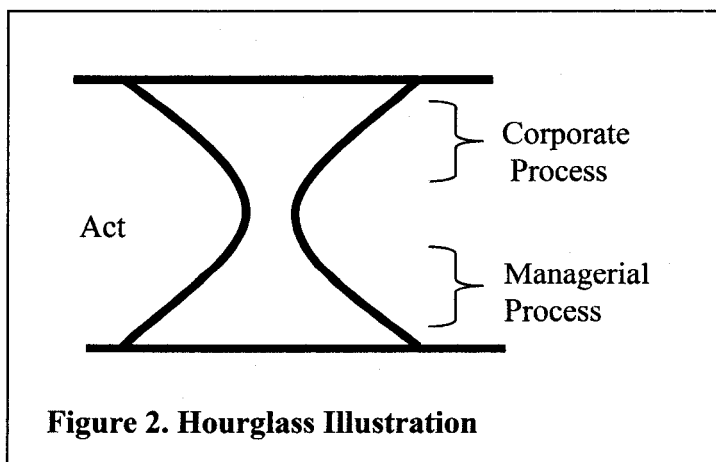 Corporate
Process
Act
Managerial
Process
Figure 2. Hourglass Illustration